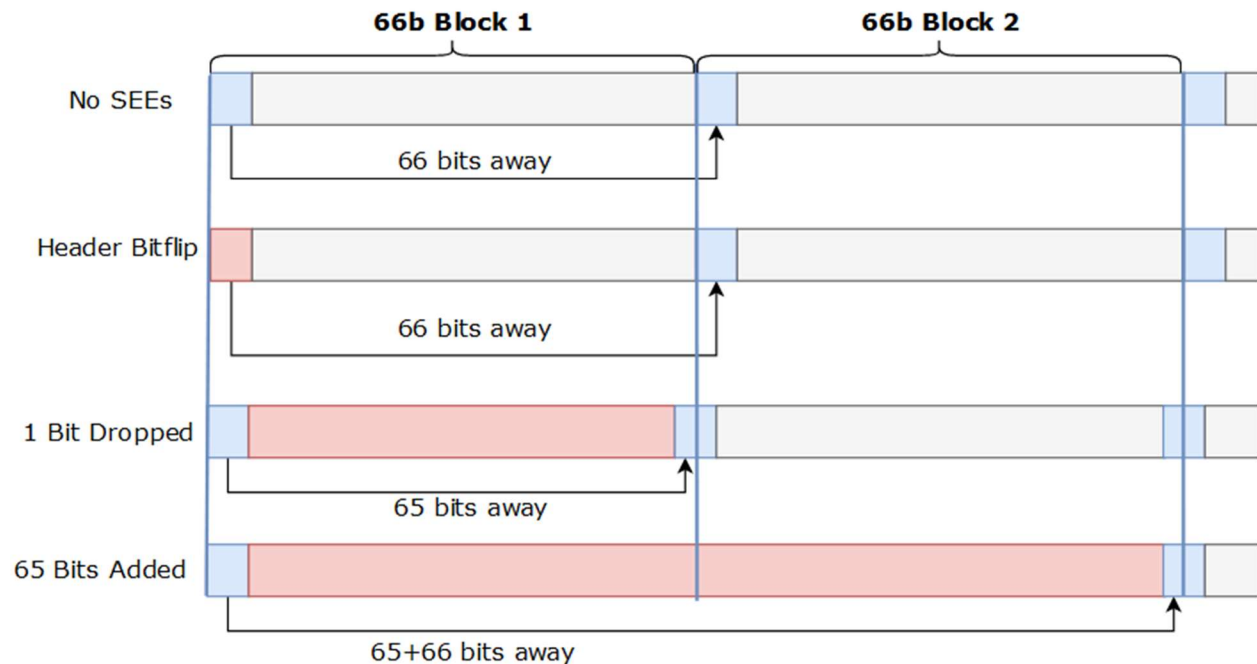 66b Block 1
66b Block 2
No SEEs
66 bits away
Header Bitflip
66 bits away
1 Bit Dropped
65 bits away
65 Bits Added
65+66 bits away